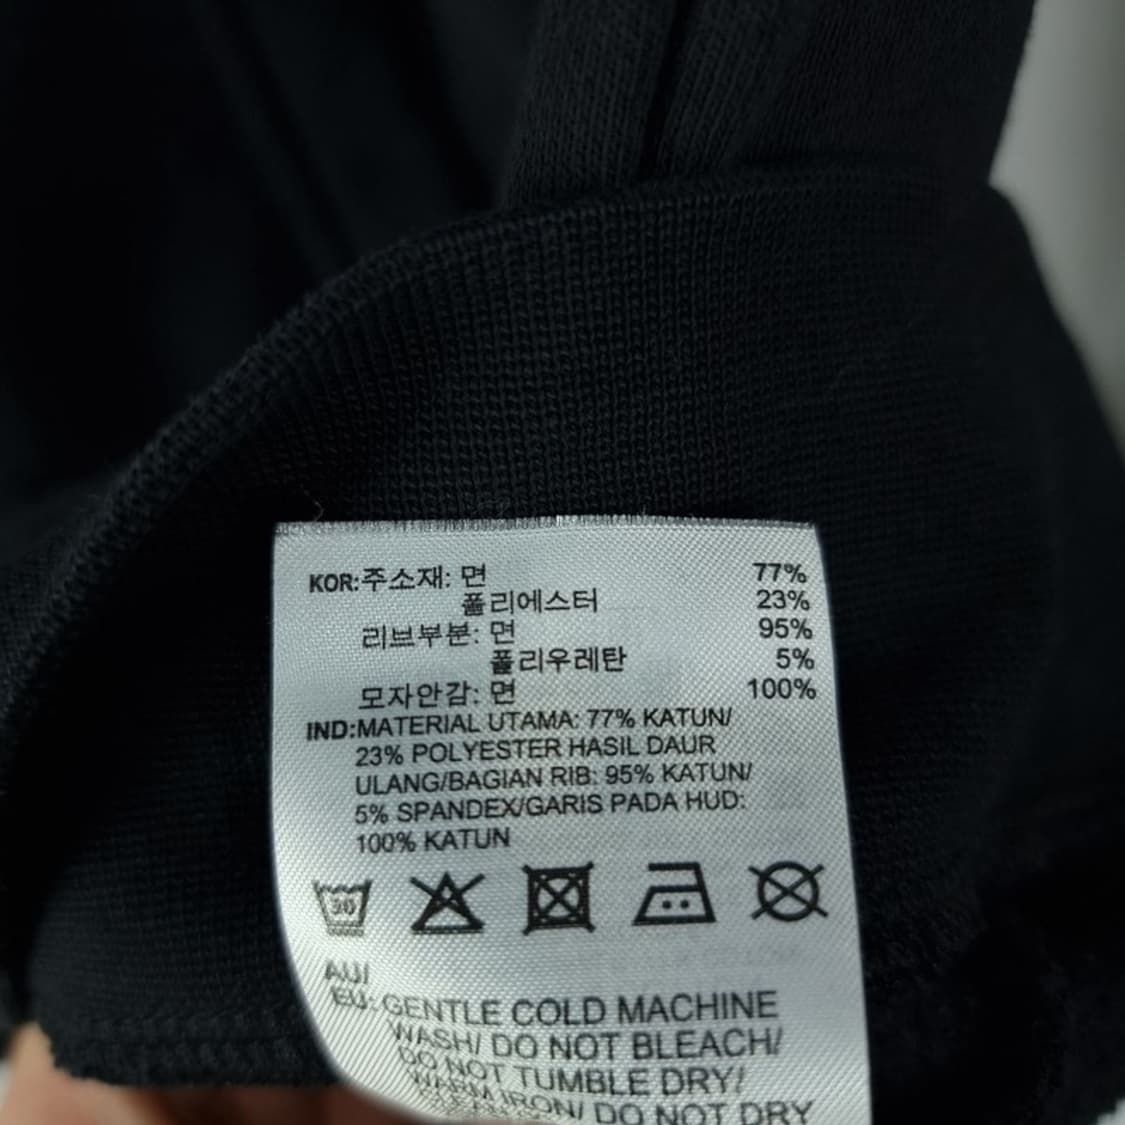 KOR:주소재: 면 77%
폴리에스터 23%
리브부분: 면 95%
폴리우레탄 5%
모자안감: 면 100%
IND:MATERIAL UTAMA: 77% KATUN/
23% POLYESTER HASIL DAUR
ULANG/BAGIAN RIB: 95% KATUN/
5% SPANDEX/GARIS PADA HUD:
100% KATUN
30
AU/
EU: GENTLE COLD MACHINE
WASH/ DO NOT BLEACH/
DO NOT TUMBLE DRY/
WARM IRON/ DO NOT DRY